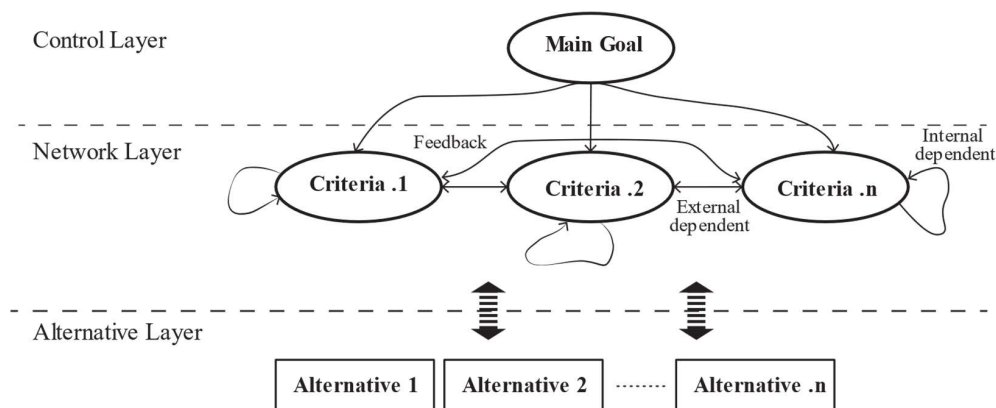 Control Layer
Main Goal
Network Layer
Feedback
Internal
dependent
Criteria .1
Criteria .2
Criteria .n
External
dependent
Alternative Layer
Alternative 1
Alternative 2
Alternative .n